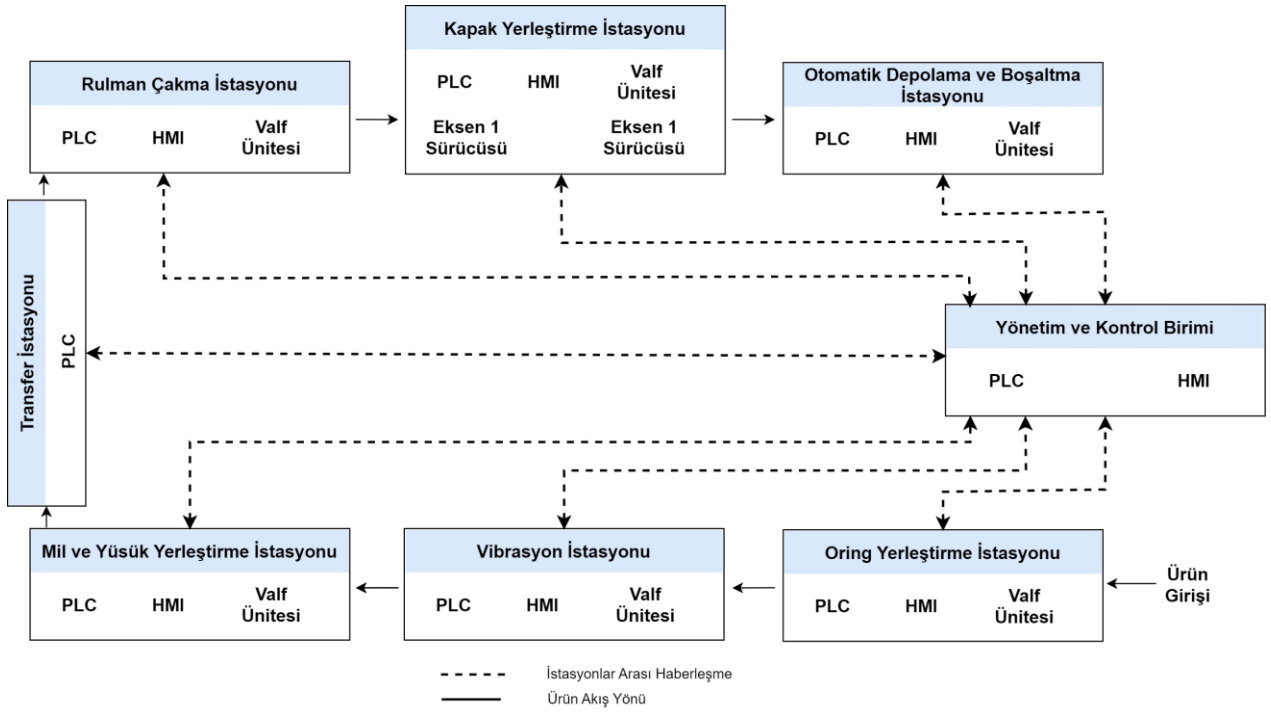 Kapak Yerleştirme İstasyonu
PLC HMI Valf
Ünitesi
Eksen 1
Sürücüsü
Eksen 1
Sürücüsü
Rulman Çakma İstasyonu
PLC HMI Valf
Ünitesi
Otomatik Depolama ve Boşaltma
İstasyonu
PLC HMI Valf
Ünitesi
Transfer İstasyonu
PLC
Yönetim ve Kontrol Birimi
PLC HMI
Mil ve Yüsük Yerleştirme İstasyonu
PLC HMI Valf
Ünitesi
Vibrasyon İstasyonu
PLC HMI Valf
Ünitesi
Oring Yerleştirme İstasyonu
PLC HMI Valf
Ünitesi
Ürün
Girişi
İstasyonlar Arası Haberleşme
Ürün Akış Yönü